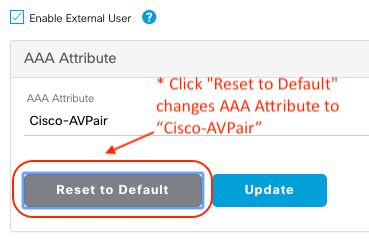 Enable External User ?
AAA Attribute
* Click "Reset to Default"
changes AAA Attribute to
“Cisco-AVPair”
AAA Attribute
Cisco-AVPair
Reset to Default
Update